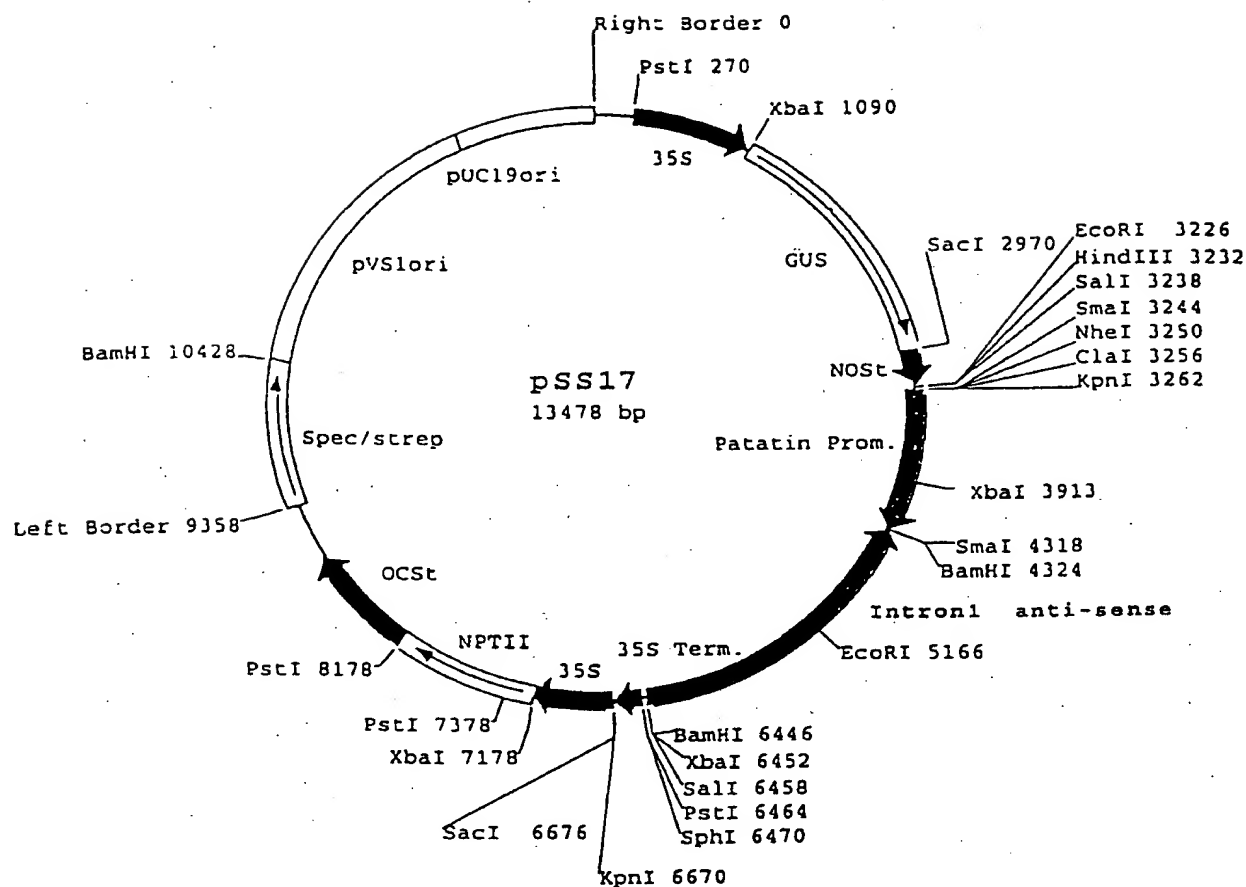 Right Border 0
PstI 270
XbaI 1090
35S
pUC19ori
pVS1ori
GUS
SacI 2970
EcoRI 3226
HindIII 3232
SalI 3238
SmaI 3244
NheI 3250
ClaI 3256
KpnI 3262
BamHI 10428
NOSt
pSS17
13478 bp
Spec/strep
Patatin Prom.
XbaI 3913
Left Border 9358
SmaI 4318
BamHI 4324
OCSt
Intron1 anti-sense
NPTII
35S
35S Term.
EcoRI 5166
PstI 8178
PstI 7378
XbaI 7178
BamHI 6446
XbaI 6452
SalI 6458
PstI 6464
SphI 6470
SacI 6676
KpnI 6670